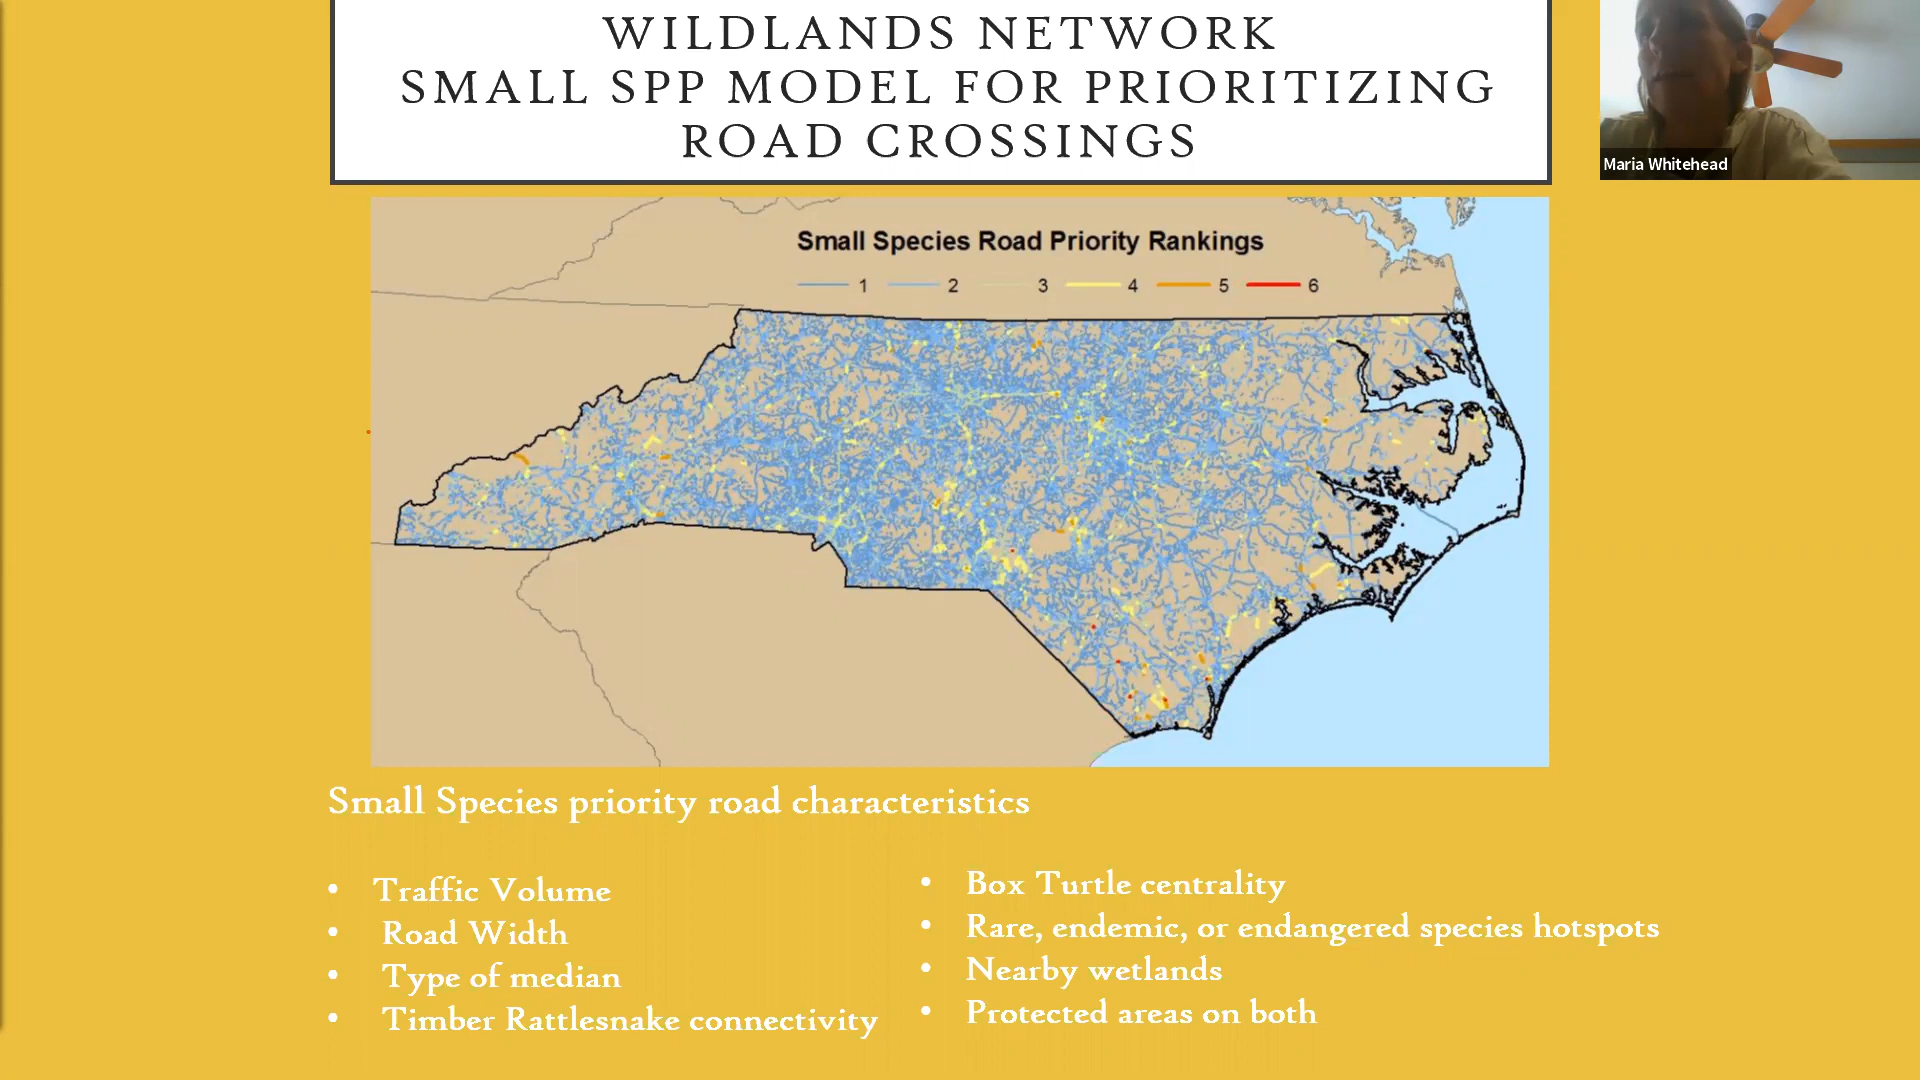 WILDLANDS NETWORK
SMALL SPP MODEL FOR PRIORITIZING
ROAD CROSSINGS
Maria Whitehead
Small Species Road Priority Rankings
1 2 3 4 5 6
Small Species priority road characteristics
• Traffic Volume
• Road Width
• Type of median
• Timber Rattlesnake connectivity
• Box Turtle centrality
• Rare, endemic, or endangered species hotspots
• Nearby wetlands
• Protected areas on both